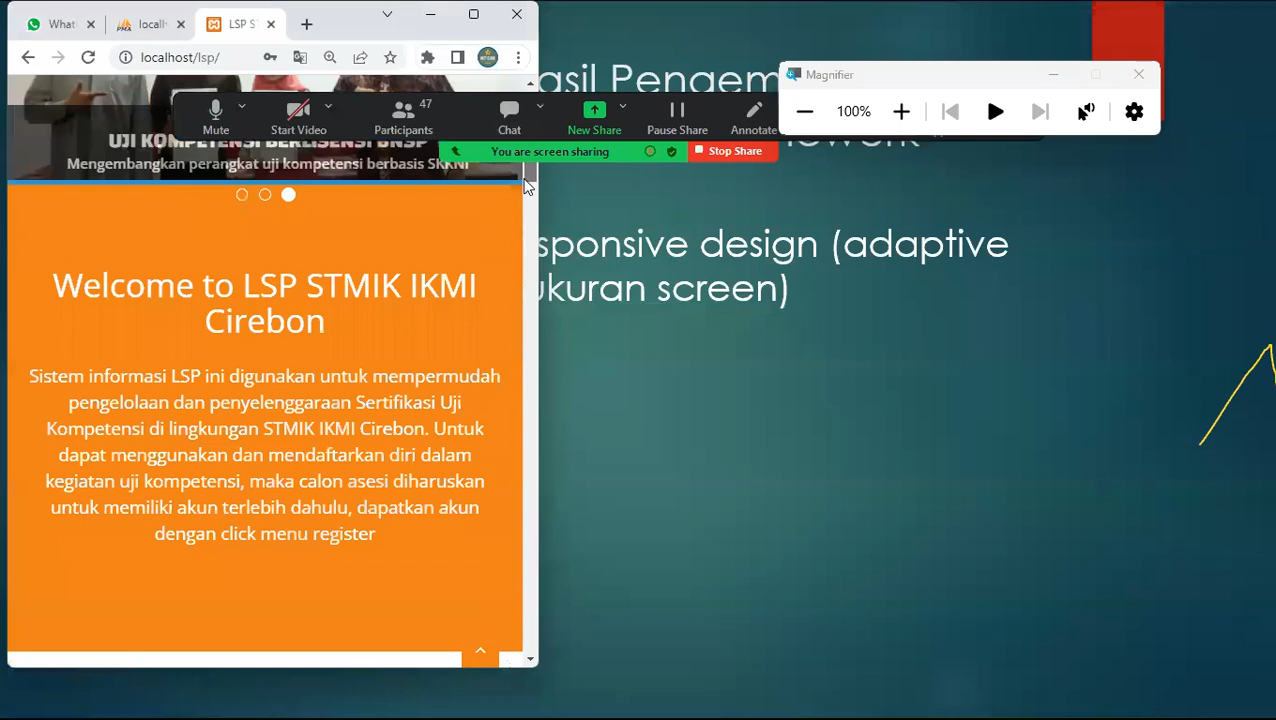 What
locall
LSP S
localhost/lsp/
asil Pengem
Magnifier
100%
47
Mute
Start Video
Participants
Chat
New Share
Pause Share
Annotate
UJI KOMPETENSI BERLISENSI BNSP
Mengembangkan perangkat uji kompetensi berbasis SKKNI
You are screen sharing
Stop Share
sponsive design (adaptive
ukuran screen)
Welcome to LSP STMIK IKMI
Cirebon
Sistem informasi LSP ini digunakan untuk mempermudah
pengelolaan dan penyelenggaraan Sertifikasi Uji
Kompetensi di lingkungan STMIK IKMI Cirebon. Untuk
dapat menggunakan dan mendaftarkan diri dalam
kegiatan uji kompetensi, maka calon asesi diharuskan
untuk memiliki akun terlebih dahulu, dapatkan akun
dengan click menu register